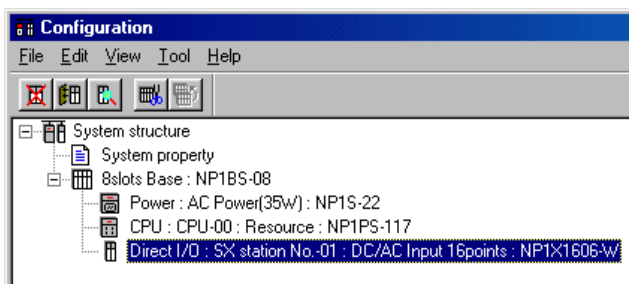 Configuration
File Edit View Tool Help
System structure
System property
8slots Base : NP1BS-08
Power : AC Power(35W) : NP1S-22
CPU : CPU-00 : Resource : NP1PS-117
Direct I/O : SX station No.-01 : DC/AC Input 16points : NP1X1606-W